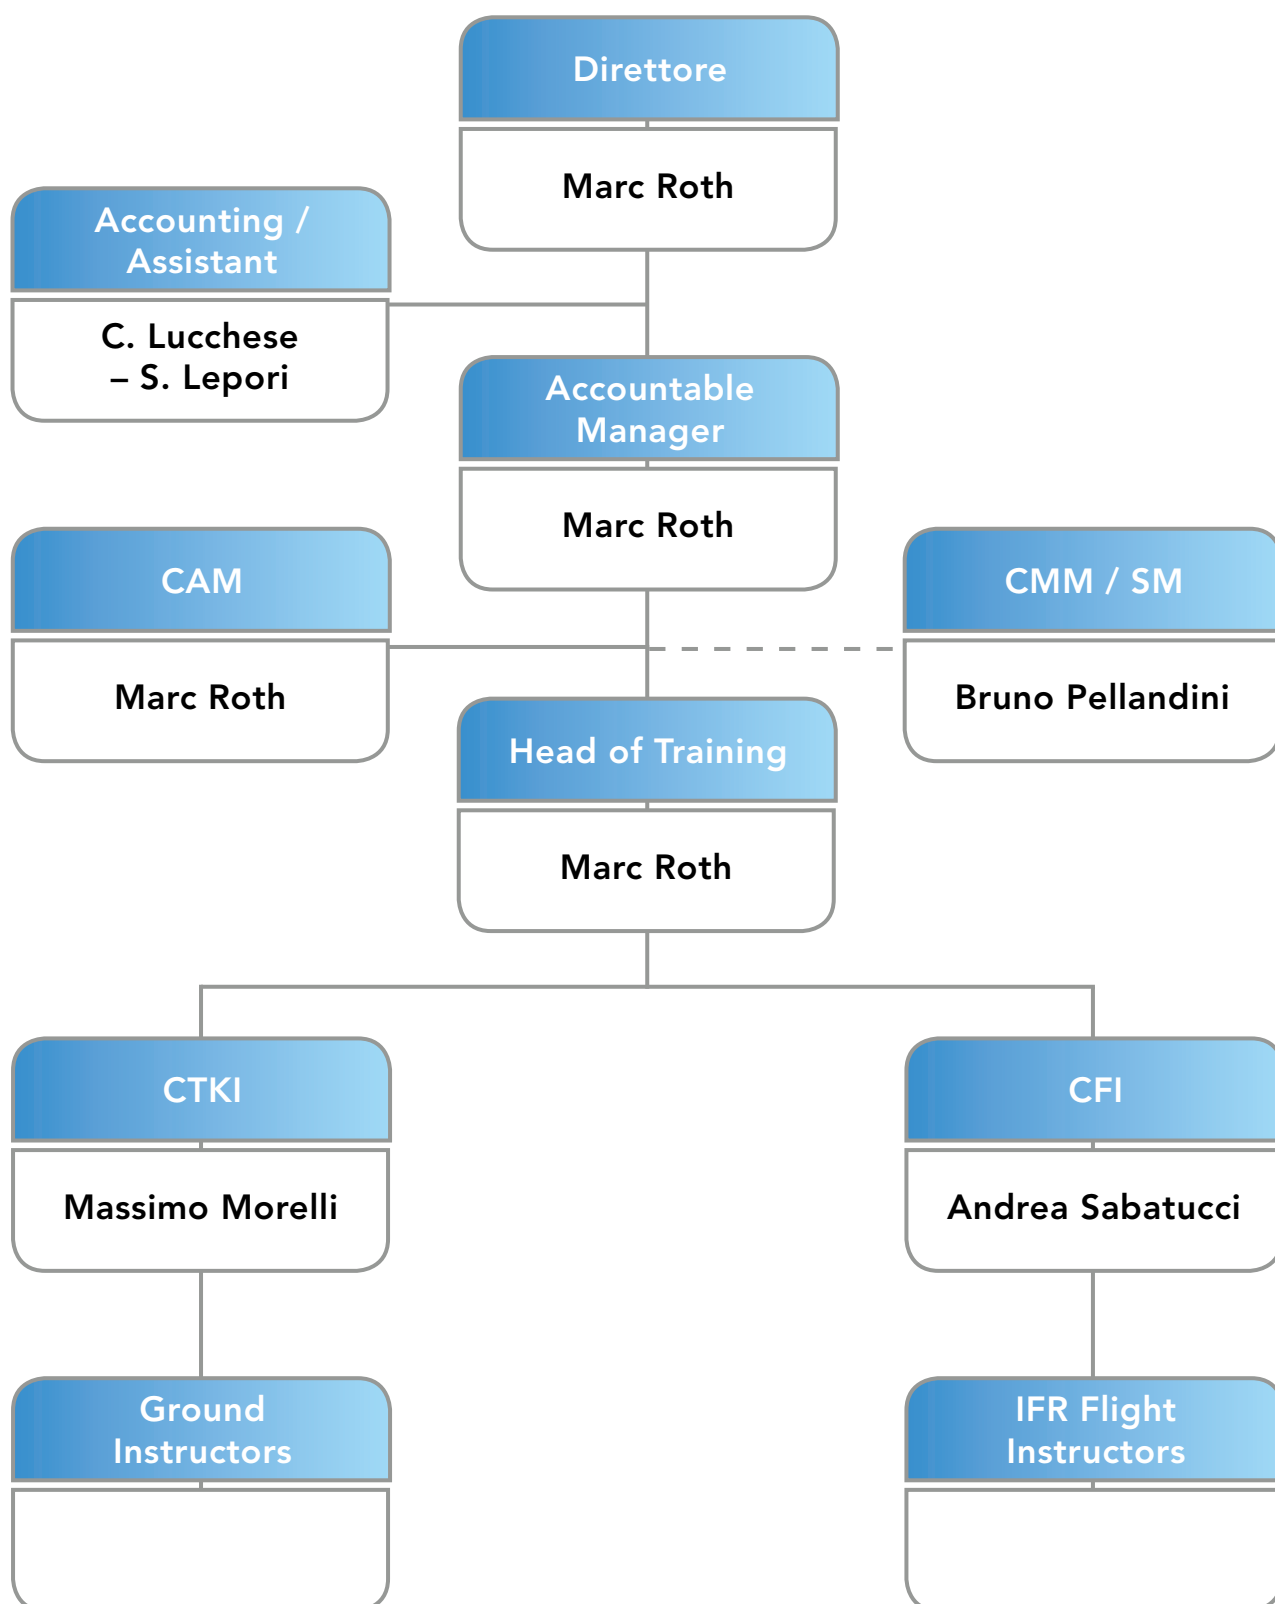 Direttore
Marc Roth
Accounting /
Assistant
C. Lucchese
– S. Lepori
Accountable
Manager
Marc Roth
CAM
Marc Roth
CMM / SM
Bruno Pellandini
Head of Training
Marc Roth
CTKI
Massimo Morelli
CFI
Andrea Sabatucci
Ground
Instructors
IFR Flight
Instructors